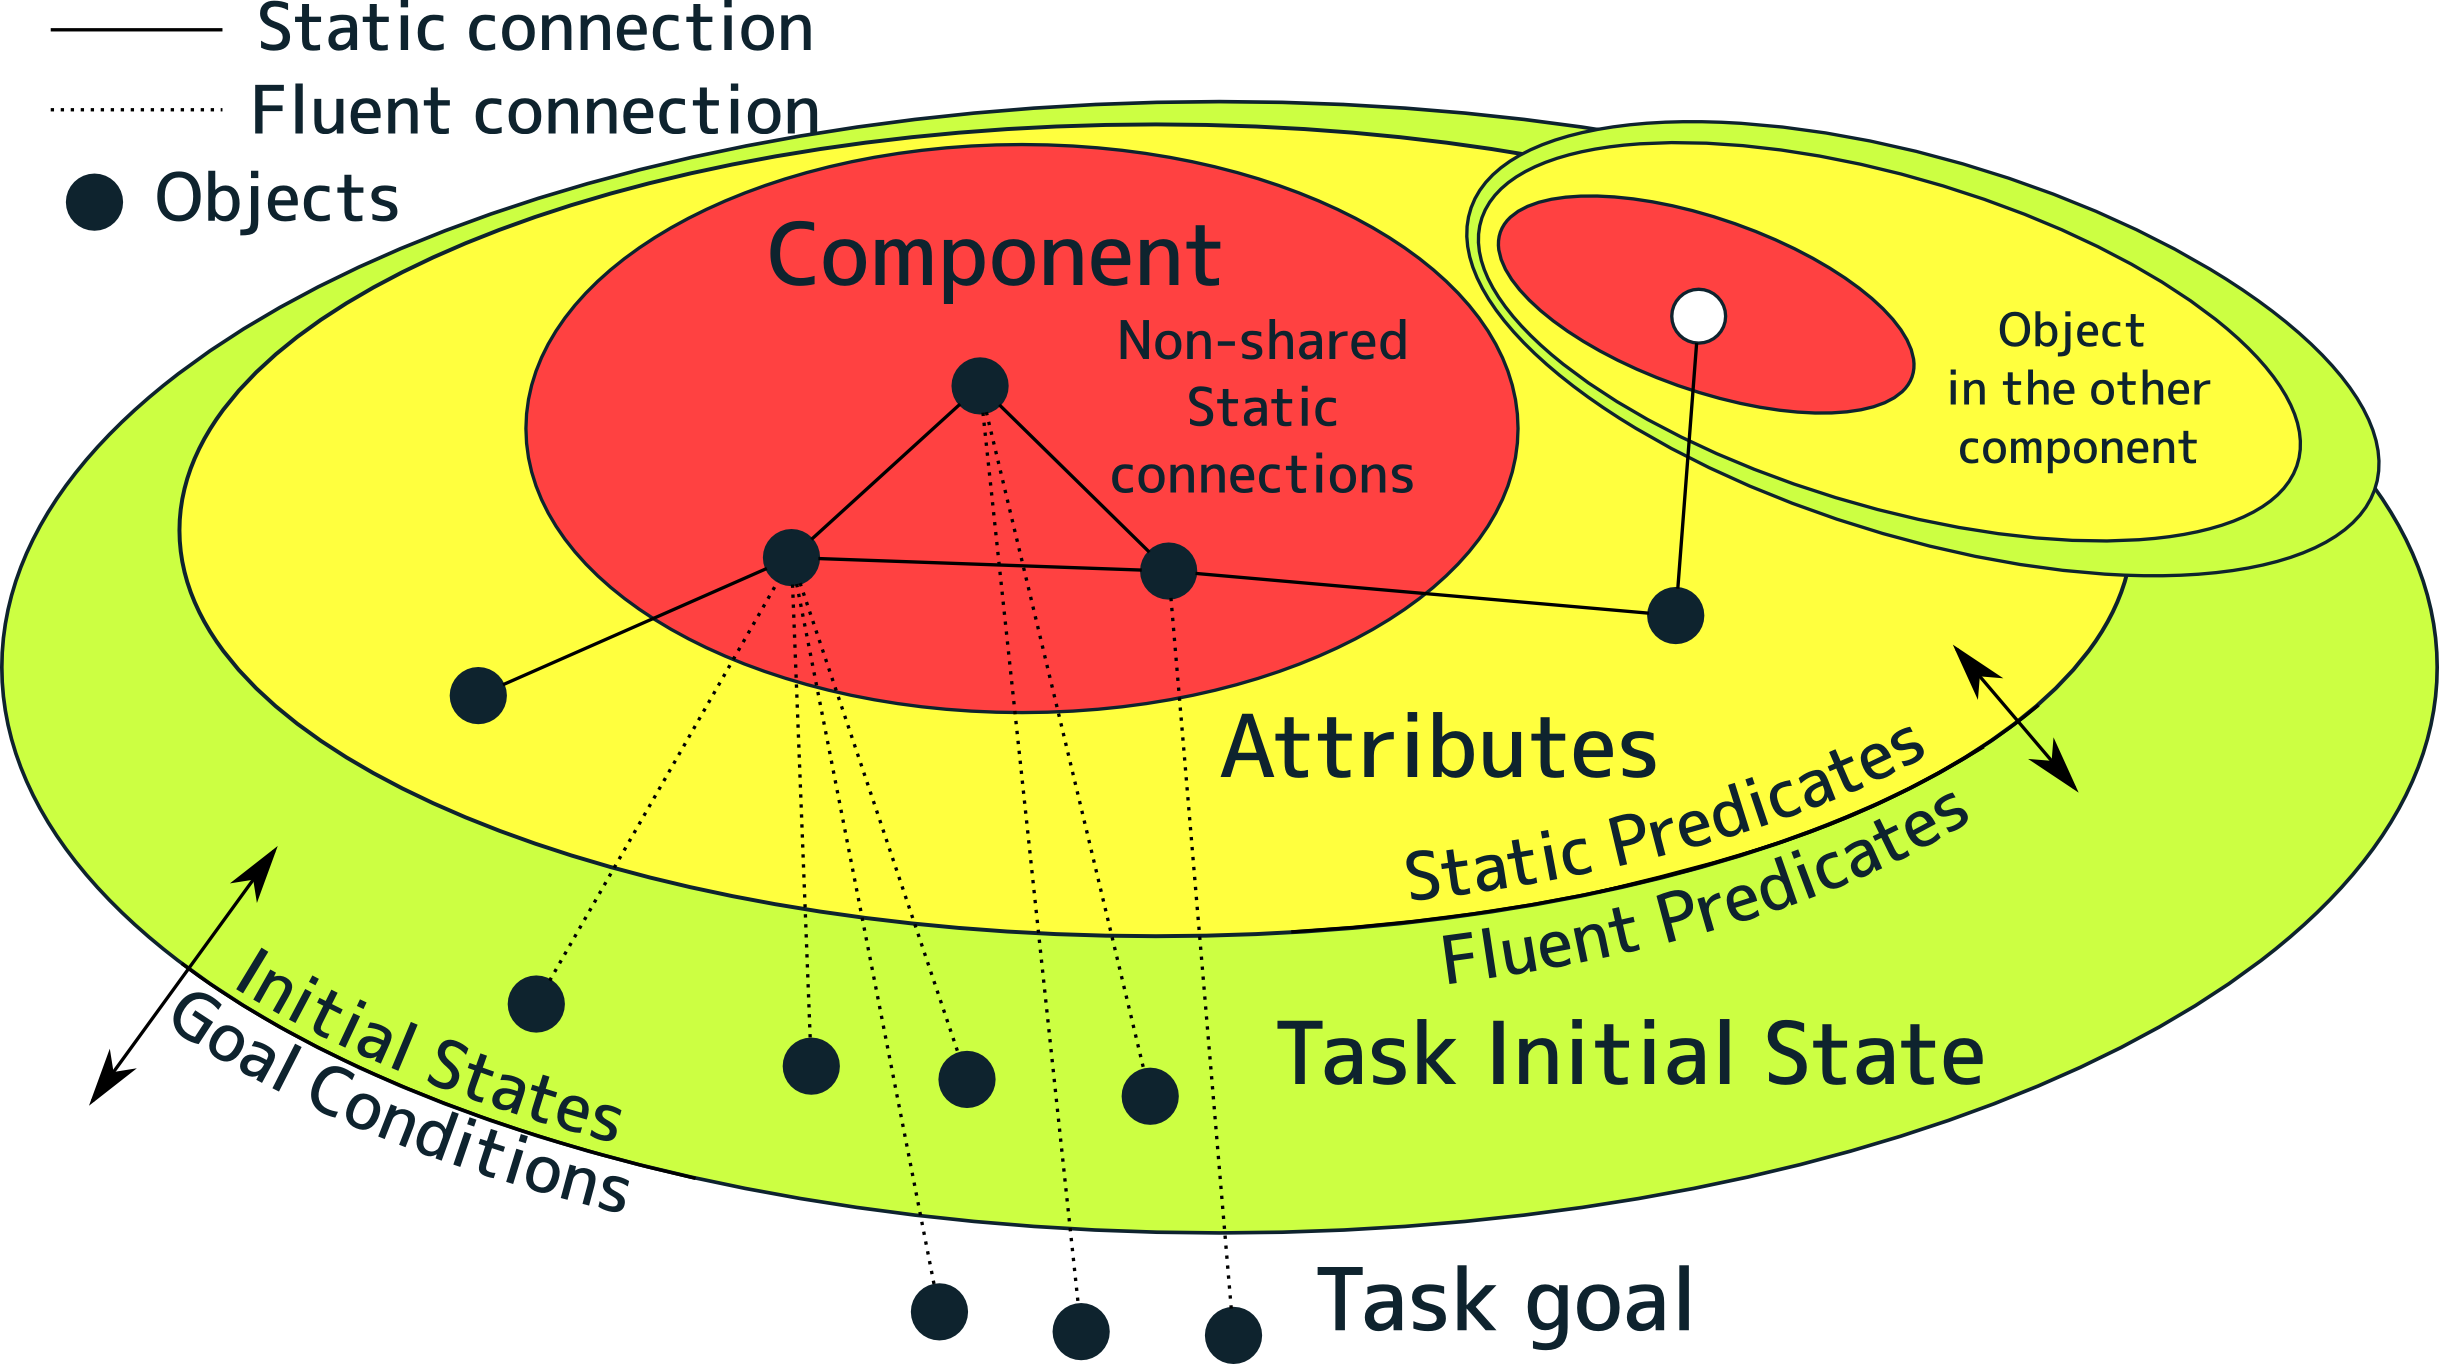 Static connection
Fluent connection
Objects
Component
Non-shared
Static
connections
Object
in the other
component
Attributes
Static Predicates
Fluent Predicates
Initial States
Goal Conditions
Task Initial State
Task goal